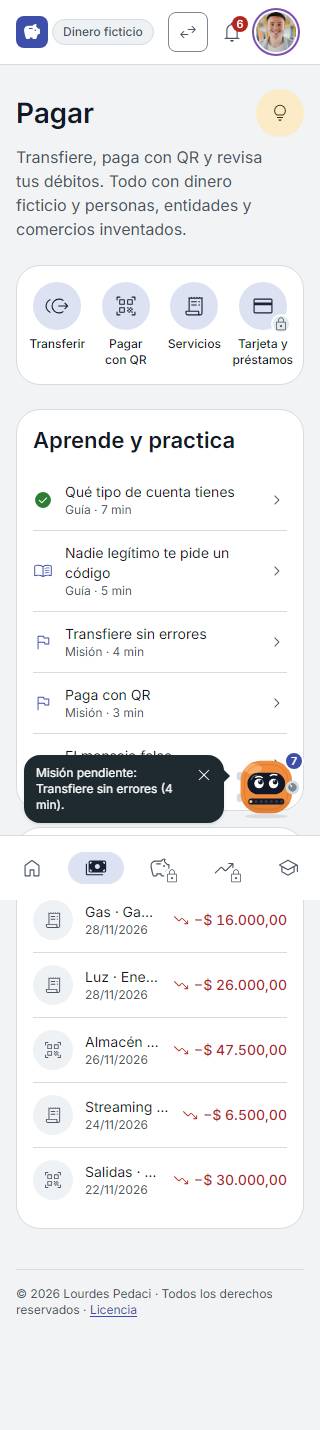 Dinero ficticio
6
Pagar
Transfiere, paga con QR y revisa
tus débitos. Todo con dinero
ficticio y personas, entidades y
comercios inventados.
Transferir
Pagar
con QR
Servicios
Tarjeta y
préstamos
Aprende y practica
Qué tipo de cuenta tienes
Guía · 7 min
Nadie legítimo te pide un
código
Guía · 5 min
Transfiere sin errores
Misión · 4 min
Paga con QR
Misión · 3 min
Misión pendiente:
Transfiere sin errores (4
min).
7
Gas · Ga... −$ 16.000,00
28/11/2026
Luz · Ene... −$ 26.000,00
28/11/2026
Almacén ... −$ 47.500,00
26/11/2026
Streaming ... −$ 6.500,00
24/11/2026
Salidas · ... −$ 30.000,00
22/11/2026
© 2026 Lourdes Pedaci · Todos los derechos
reservados · Licencia